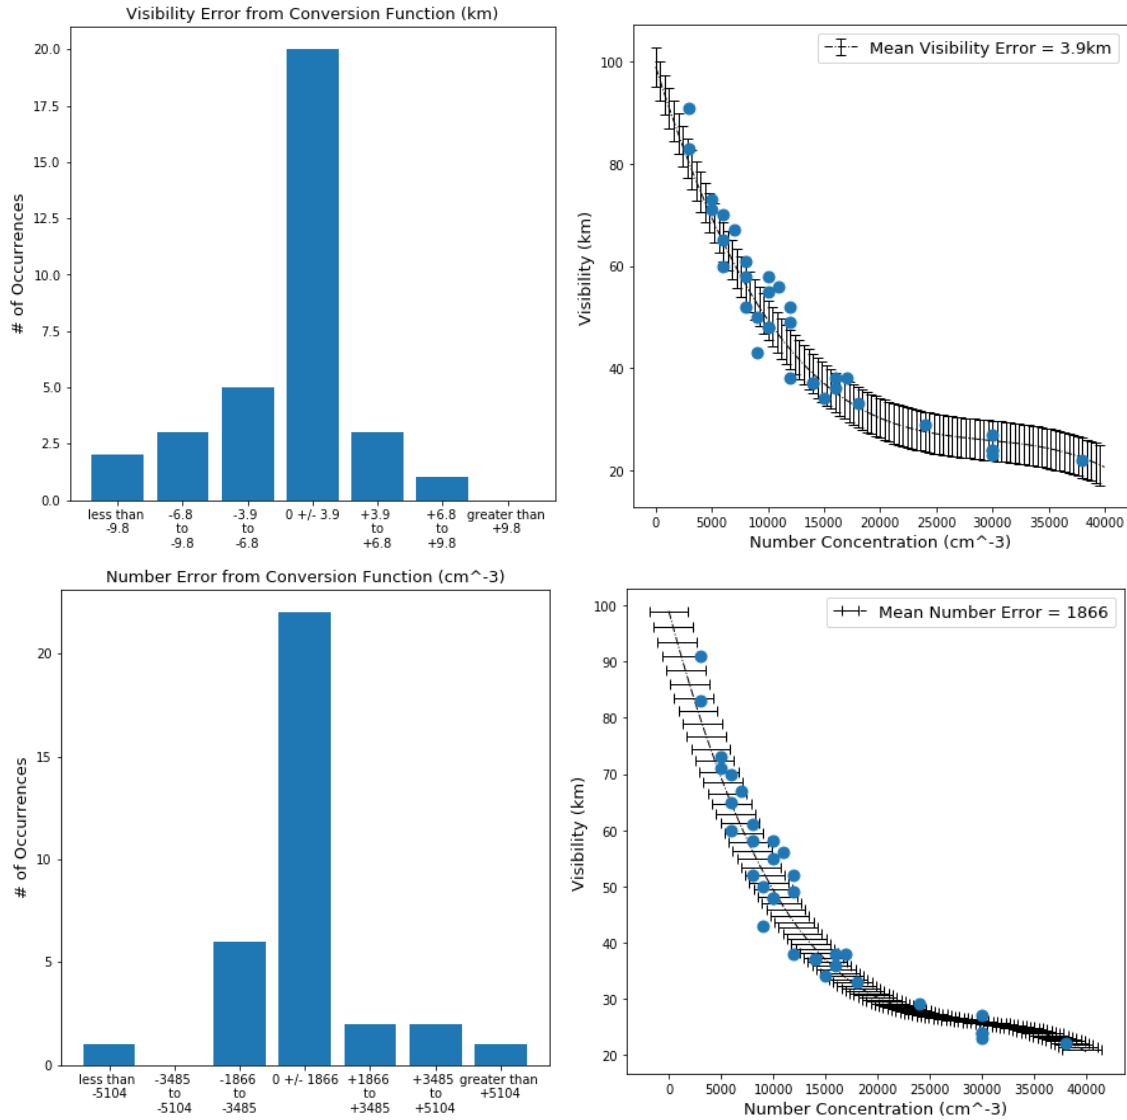 Visibility Error from Conversion Function (km)
# of Occurrences
20.0
17.5
15.0
12.5
10.0
7.5
5.0
2.5
0.0
less than
-9.8
-6.8
to
-9.8
-3.9
to
-6.8
0 +/- 3.9
+3.9
to
+6.8
+6.8
to
+9.8
greater than
+9.8
Mean Visibility Error = 3.9km
Visibility (km)
100
80
60
40
20
0
5000
10000
15000
20000
25000
30000
35000
40000
Number Concentration (cm^-3)
Number Error from Conversion Function (cm^-3)
# of Occurrences
20
15
10
5
0
less than
-5104
-3485
to
-5104
-1866
to
-3485
0 +/- 1866
+1866
to
+3485
+3485
to
+5104
greater than
+5104
Mean Number Error = 1866
Visibility (km)
100
90
80
70
60
50
40
30
20
0
5000
10000
15000
20000
25000
30000
35000
40000
Number Concentration (cm^-3)